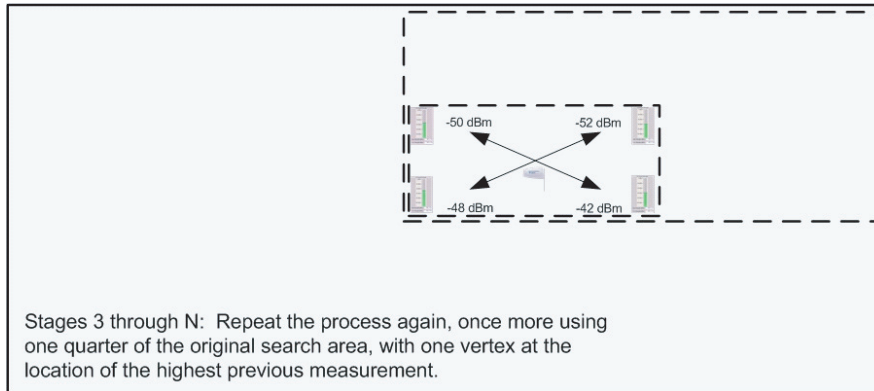 -50 dBm
-52 dBm
-48 dBm
-42 dBm
Stages 3 through N:  Repeat the process again, once more using
one quarter of the original search area, with one vertex at the
location of the highest previous measurement.